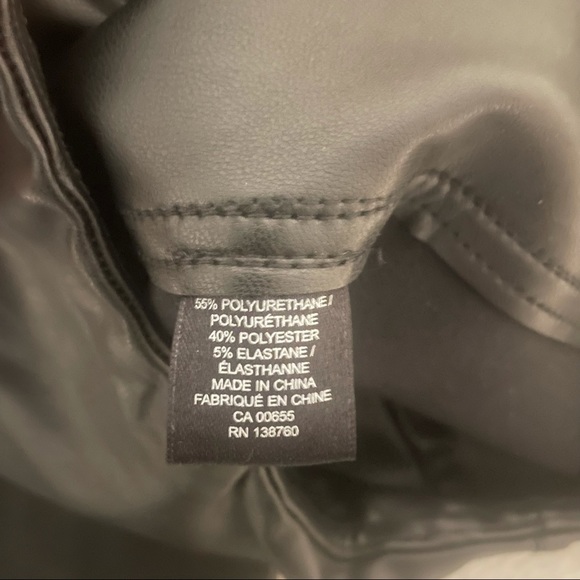 55% POLYURETHANE/
POLYURÉTHANE
40% POLYESTER
5% ELASTANE/
ÉLASTHANNE
MADE IN CHINA
FABRIQUÉ EN CHINE
CA 00655
RN 138760